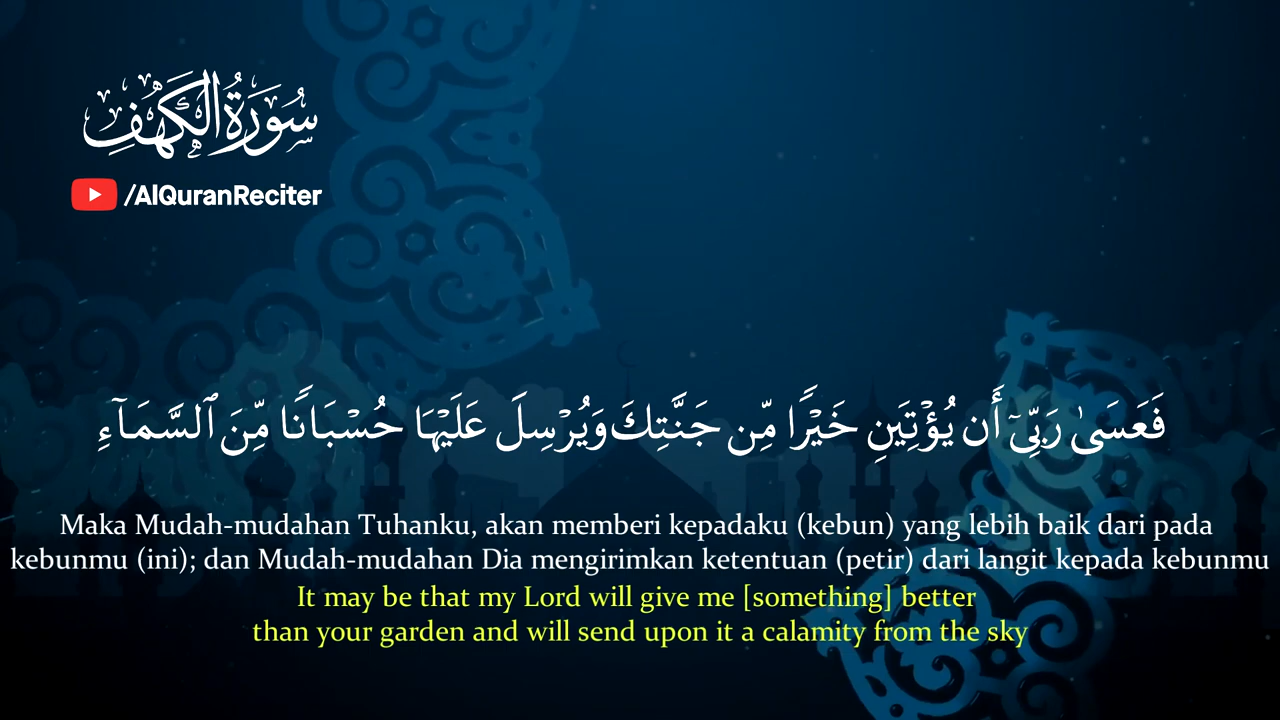 سُورَةُ الْكَهْفِ
/AlQuranReciter
فَعَسَىٰ رَبِّىٓ أَن يُؤْتِيَنِ خَيْرًا مِّن جَنَّتِكَ وَيُرْسِلَ عَلَيْهَا حُسْبَانًا مِّنَ ٱلسَّمَآءِ
Maka Mudah-mudahan Tuhanku, akan memberi kepadaku (kebun) yang lebih baik dari pada
kebunmu (ini); dan Mudah-mudahan Dia mengirimkan ketentuan (petir) dari langit kepada kebunmu
It may be that my Lord will give me [something] better
than your garden and will send upon it a calamity from the sky